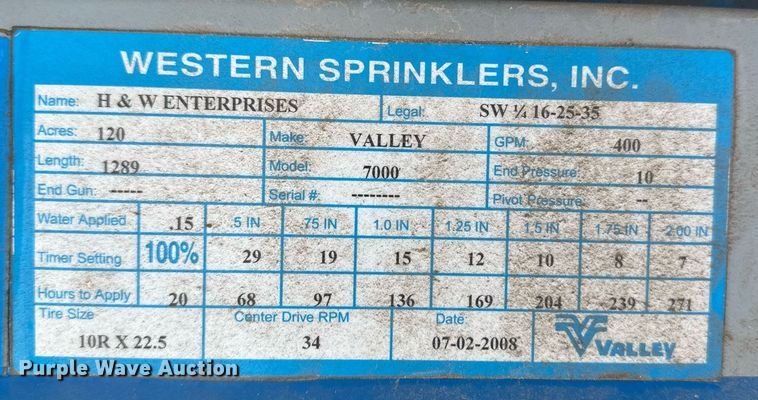 WESTERN SPRINKLERS, INC.
Name: H & W ENTERPRISES Legal: SW ¼ 16-25-35
Acres: 120 Make: VALLEY GPM: 400
Length: 1289 Model: 7000 End Pressure: 10
End Gun: ----- Serial #: -------- Pivot Pressure: --
Water Applied .15 .5 IN .75 IN 1.0 IN 1.25 IN 1.5 IN 1.75 IN 2.00 IN
Timer Setting 100% 29 19 15 12 10 8 7
Hours to Apply 20 68 97 136 169 204 239 271
Tire Size Center Drive RPM Date:
10R X 22.5 34 07-02-2008 VALLEY
Purple Wave Auction